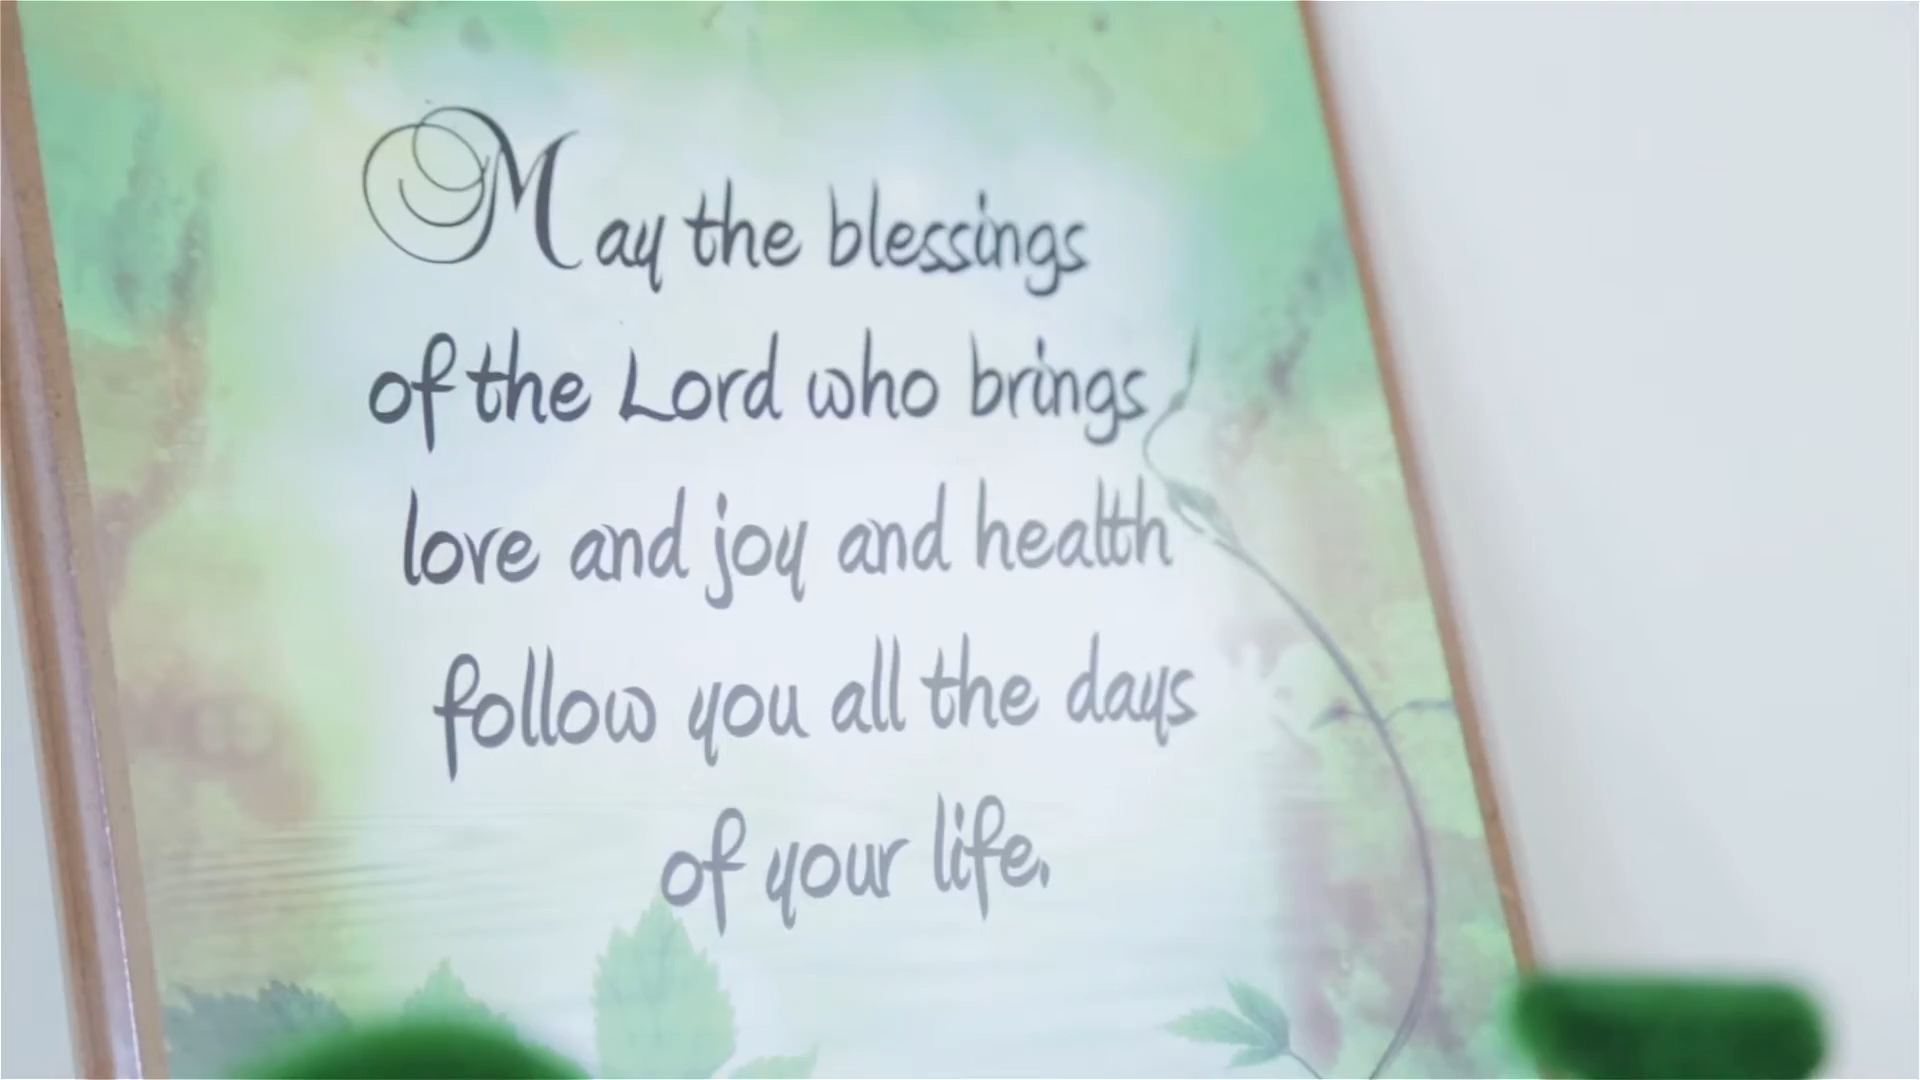 May the blessings
of the Lord who brings
love and joy and health
follow you all the days
of your life.